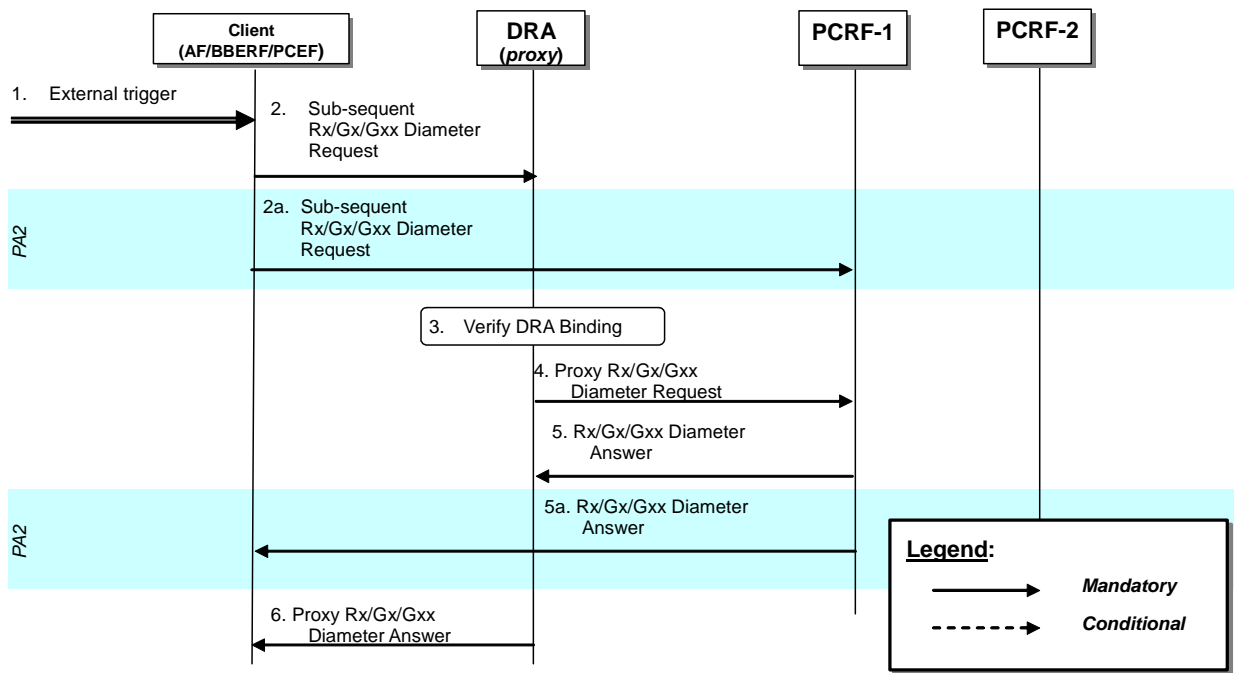 Client
(AF/BBERF/PCEF)
DRA
(proxy)
PCRF-1
PCRF-2
1. External trigger
2. Sub-sequent
Rx/Gx/Gxx Diameter
Request
PA2
2a. Sub-sequent
Rx/Gx/Gxx Diameter
Request
3. Verify DRA Binding
4. Proxy Rx/Gx/Gxx
Diameter Request
5. Rx/Gx/Gxx Diameter
Answer
PA2
5a. Rx/Gx/Gxx Diameter
Answer
6. Proxy Rx/Gx/Gxx
Diameter Answer
Legend:
Mandatory
Conditional